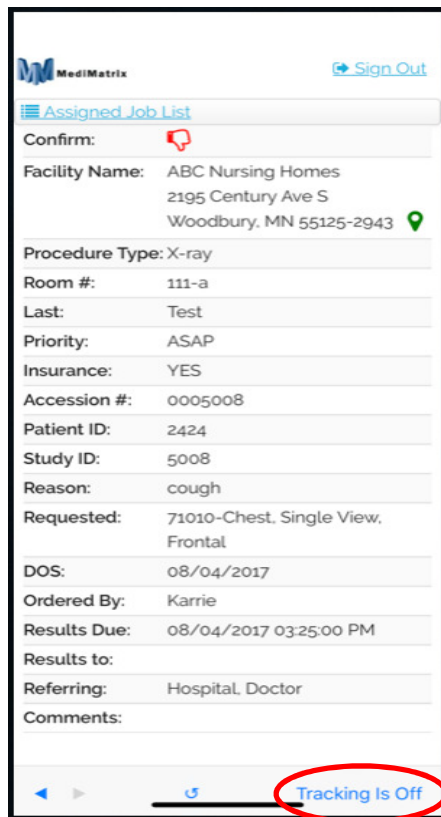 MM MediMatrix
Sign Out
Assigned Job List
Confirm:
Facility Name: ABC Nursing Homes
2195 Century Ave S
Woodbury, MN 55125-2943
Procedure Type: X-ray
Room #: 111-a
Last: Test
Priority: ASAP
Insurance: YES
Accession #: 0005008
Patient ID: 2424
Study ID: 5008
Reason: cough
Requested: 71010-Chest, Single View,
Frontal
DOS: 08/04/2017
Ordered By: Karrie
Results Due: 08/04/2017 03:25:00 PM
Results to:
Referring: Hospital, Doctor
Comments:
Tracking Is Off